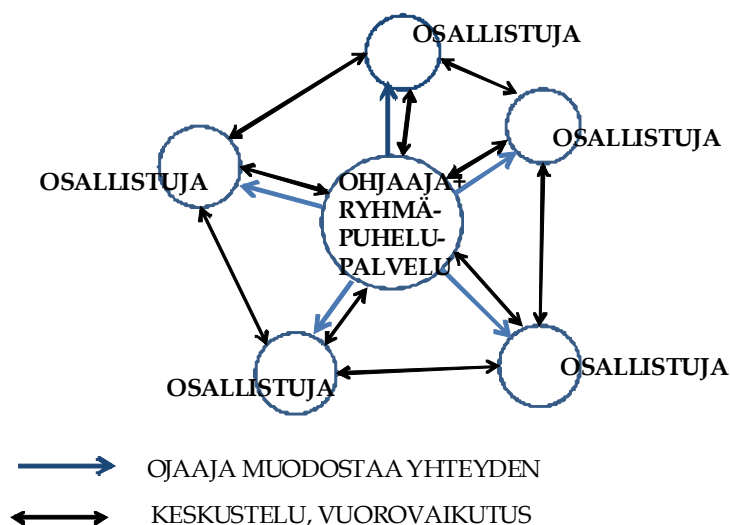 OSALLISTUJA
OSALLISTUJA
OSALLISTUJA
OHJAAJA+
RYHMÄ-
PUHELU-
PALVELU
OSALLISTUJA
OSALLISTUJA
OJAAJA MUODOSTAA YHTEYDEN
KESKUSTELU, VUOROVAIKUTUS